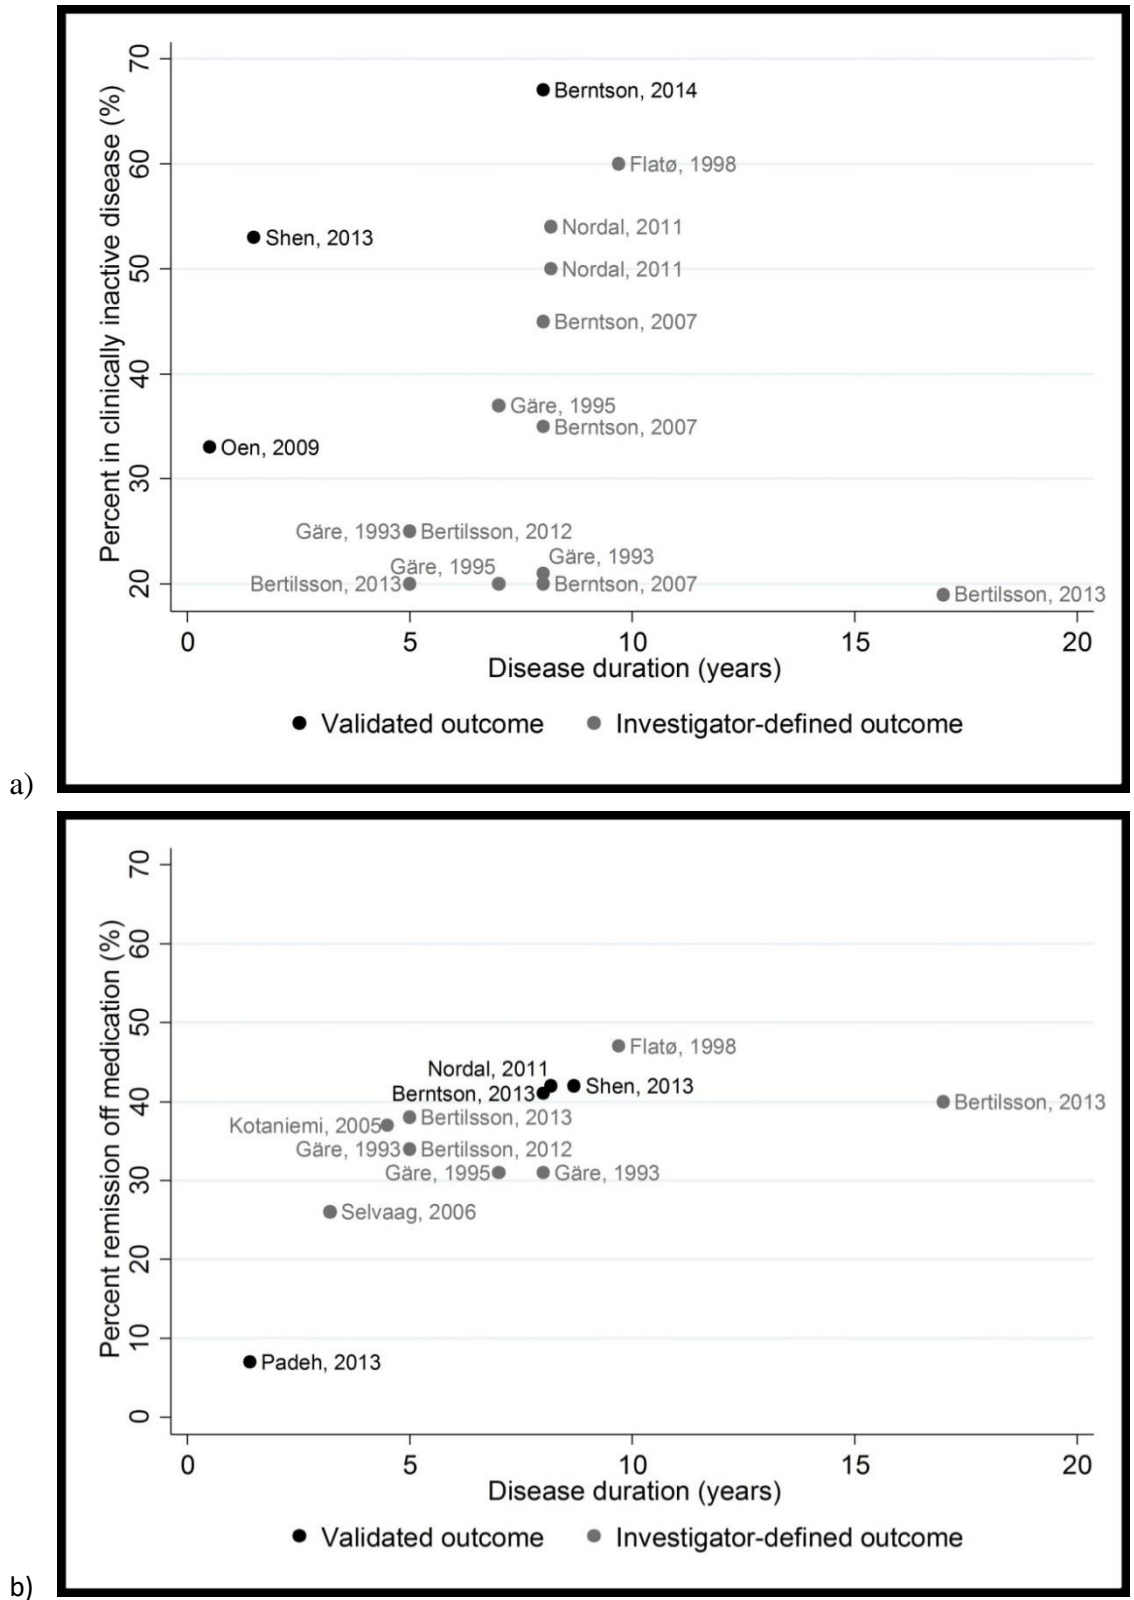 70
60
50
40
30
20
Percent in clinically inactive disease (%)
Berntson, 2014
Flatø, 1998
Nordal, 2011
Shen, 2013
Nordal, 2011
Berntson, 2007
Gäre, 1995
Berntson, 2007
Oen, 2009
Gäre, 1993 Bertilsson, 2012
Gäre, 1993
Gäre, 1995
Bertilsson, 2013 Berntson, 2007
Bertilsson, 2013
0 5 10 15 20
Disease duration (years)
Validated outcome Investigator-defined outcome
a)
70
60
50
40
30
20
10
0
Percent remission off medication (%)
Flatø, 1998
Nordal, 2011
Shen, 2013
Berntson, 2013
Bertilsson, 2013
Bertilsson, 2013
Kotaniemi, 2005
Gäre, 1993 Bertilsson, 2012
Gäre, 1995 Gäre, 1993
Selvaag, 2006
Padeh, 2013
0 5 10 15 20
Disease duration (years)
Validated outcome Investigator-defined outcome
b)